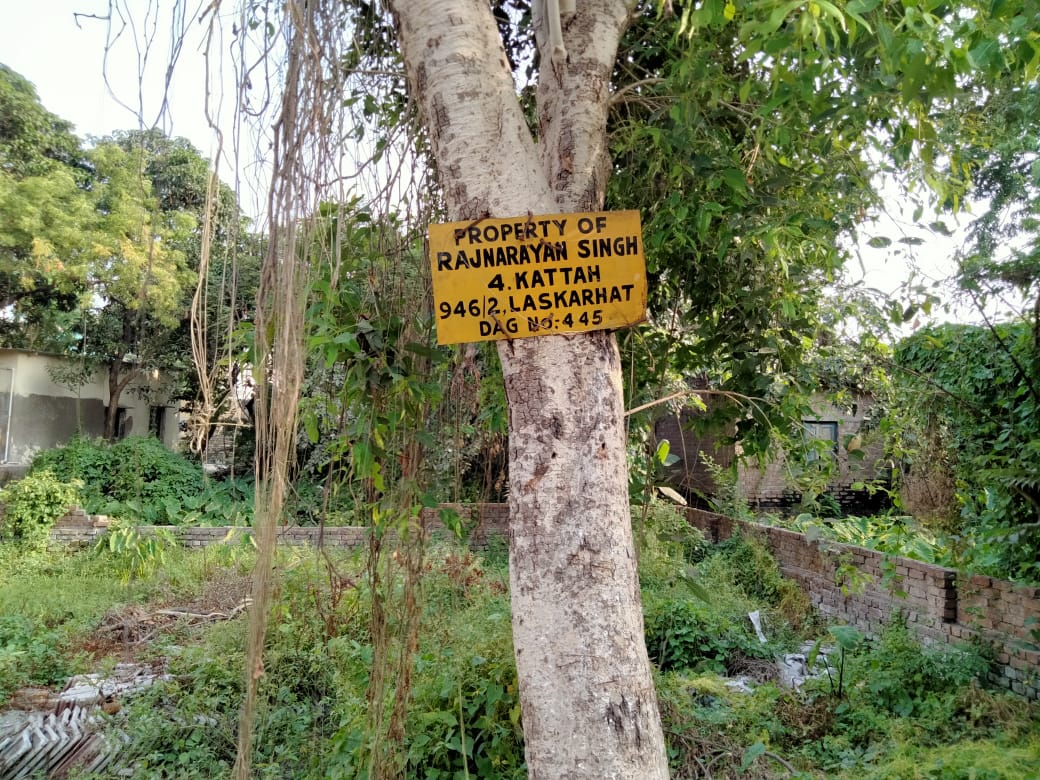 PROPERTY OF
RAJNARAYAN SINGH
4.KATTAH
946/2, LASKARHAT
DAG NO:445